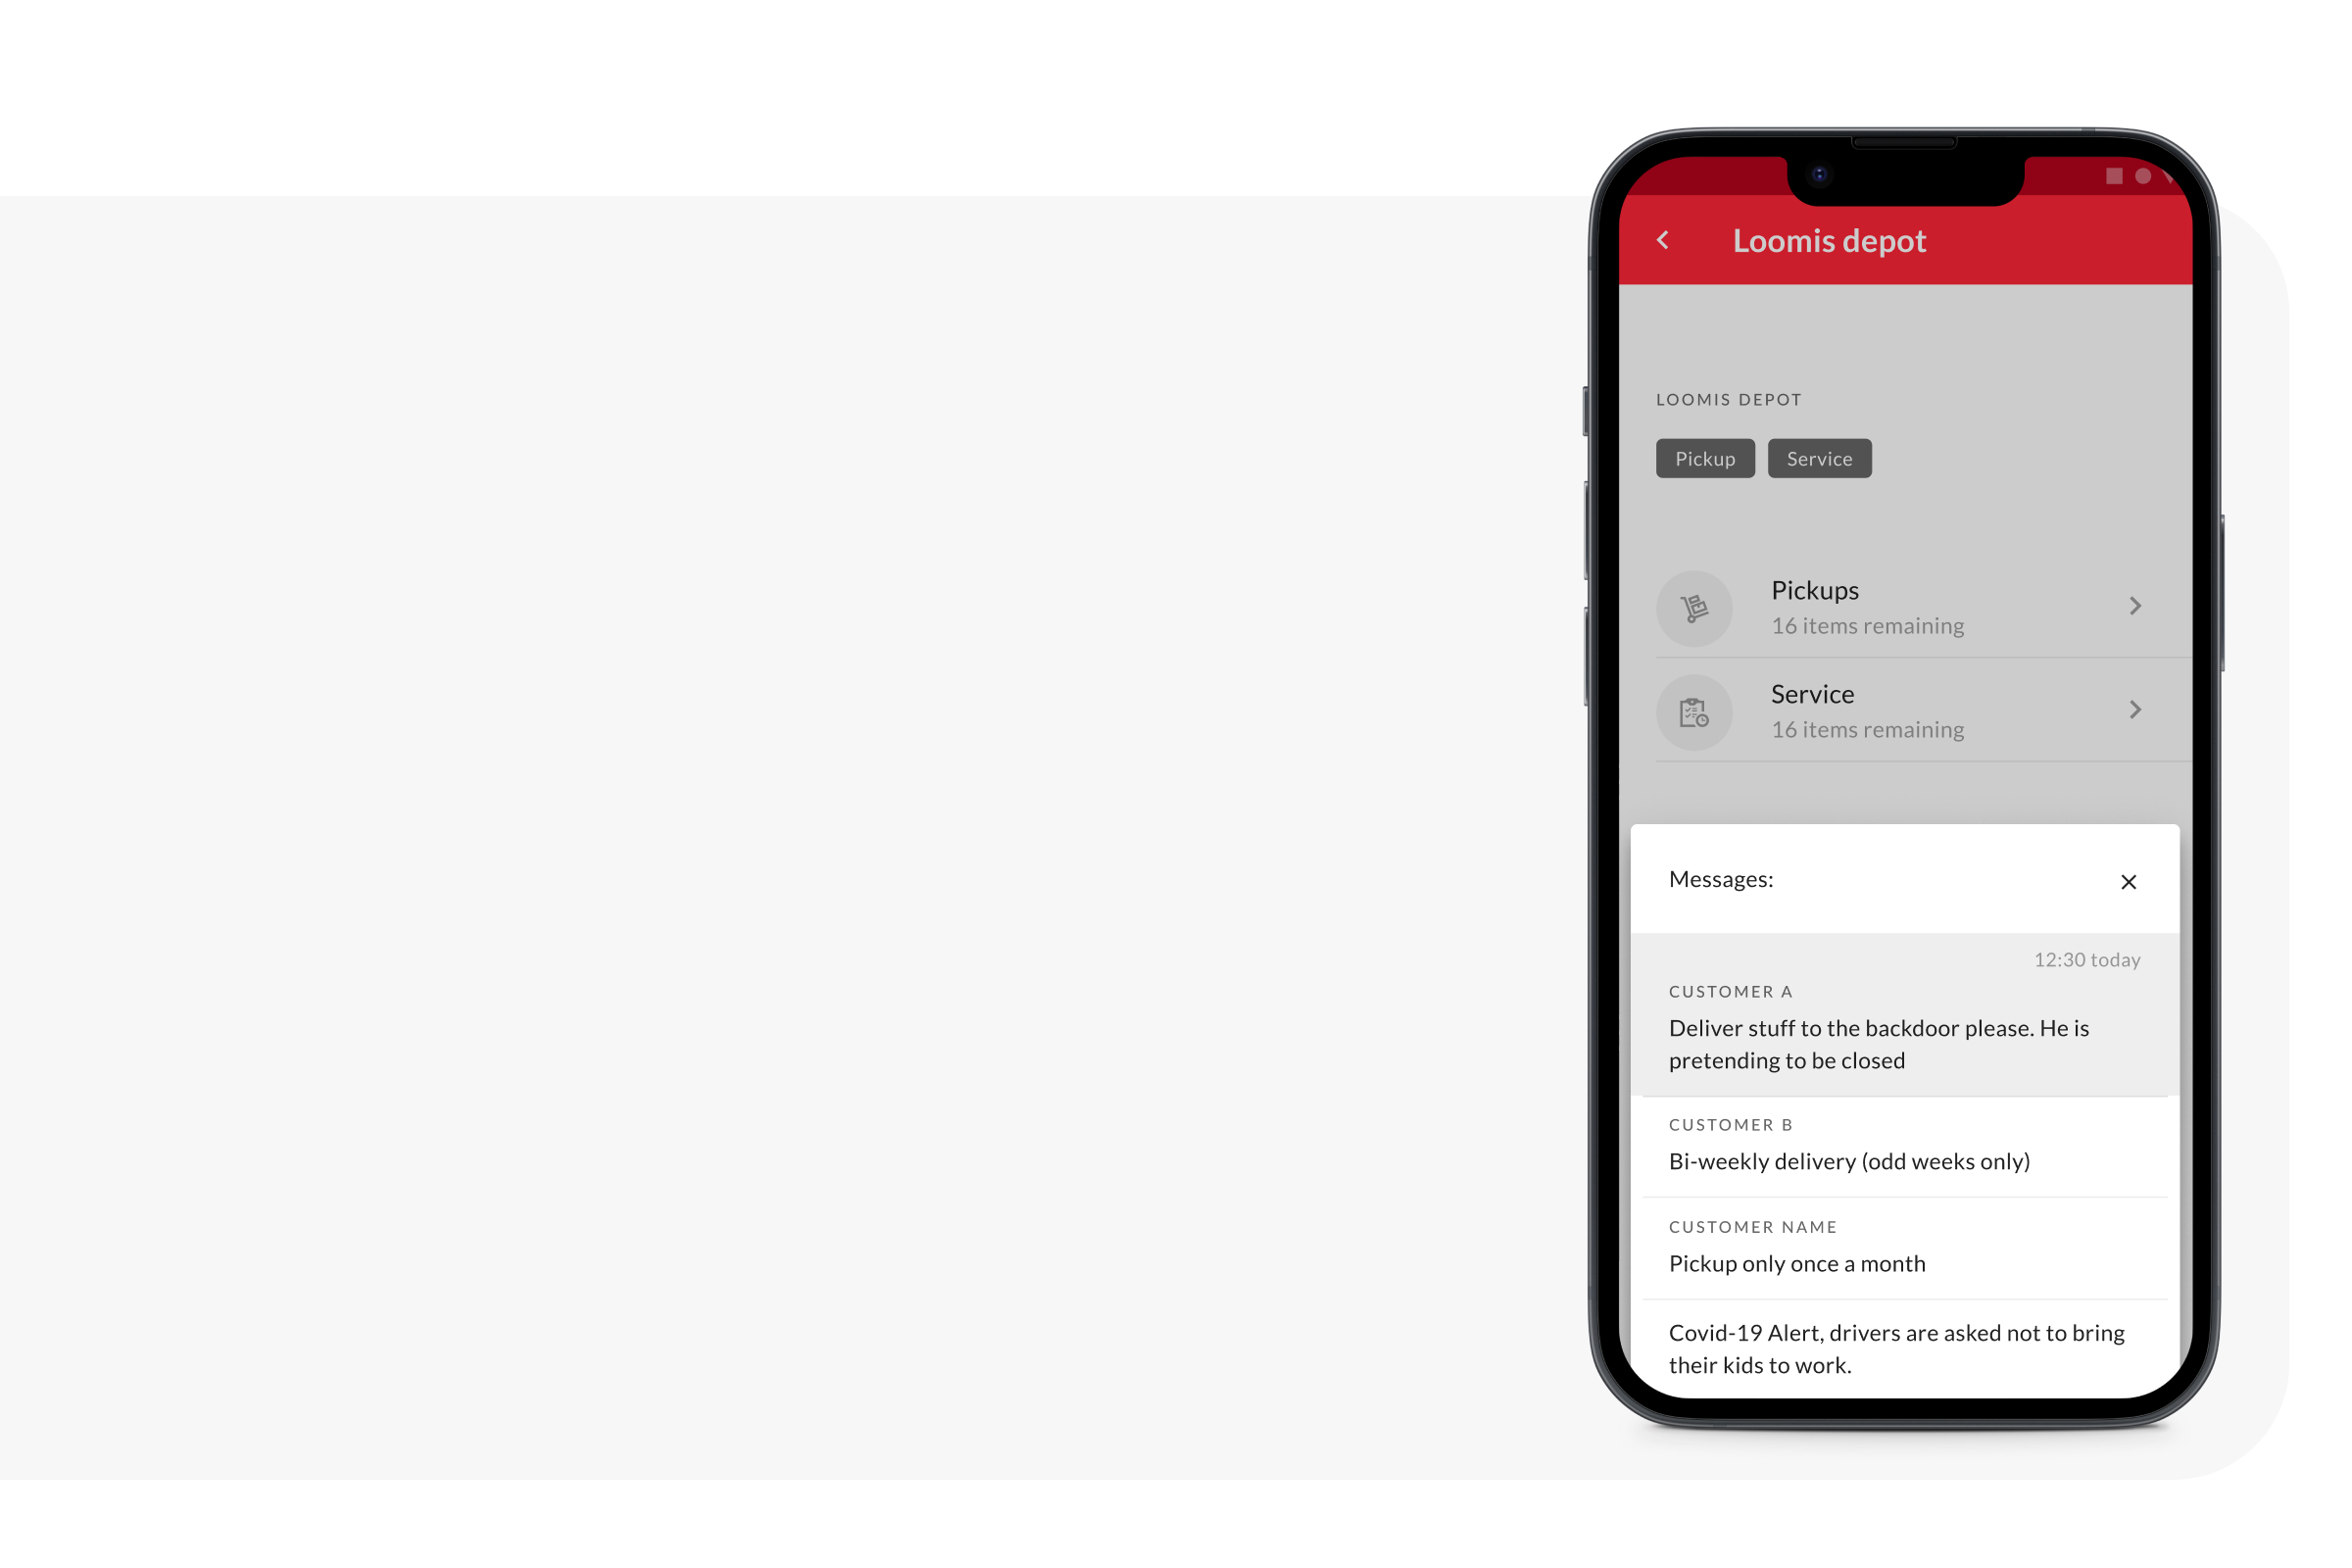 Loomis depot
LOOMIS DEPOT
Pickup
Service
Pickups
16 items remaining
Service
16 items remaining
Messages:
12:30 today
CUSTOMER A
Deliver stuff to the backdoor please. He is
pretending to be closed
CUSTOMER B
Bi-weekly delivery (odd weeks only)
CUSTOMER NAME
Pickup only once a month
Covid-19 Alert, drivers are asked not to bring
their kids to work.